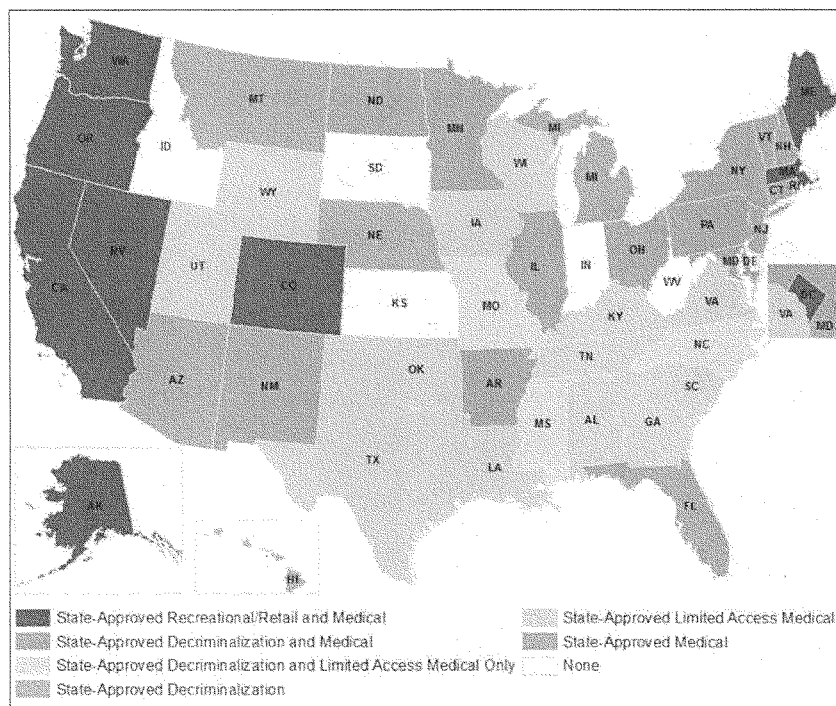 WA
MT
ND
MN
ME
OR
ID
SD
WI
MI
VT
NH
NY
MA
CT
RI
WY
MI
IA
NE
PA
NJ
NV
UT
CO
IL
IN
OH
MD
DE
WV
CA
KS
MO
KY
VA
DC
VA
MD
AZ
NM
OK
AR
TN
NC
SC
MS
AL
GA
TX
LA
FL
AK
HI
State-Approved Recreational/Retail and Medical
State-Approved Decriminalization and Medical
State-Approved Decriminalization and Limited Access Medical Only
State-Approved Decriminalization
State-Approved Limited Access Medical
State-Approved Medical
None